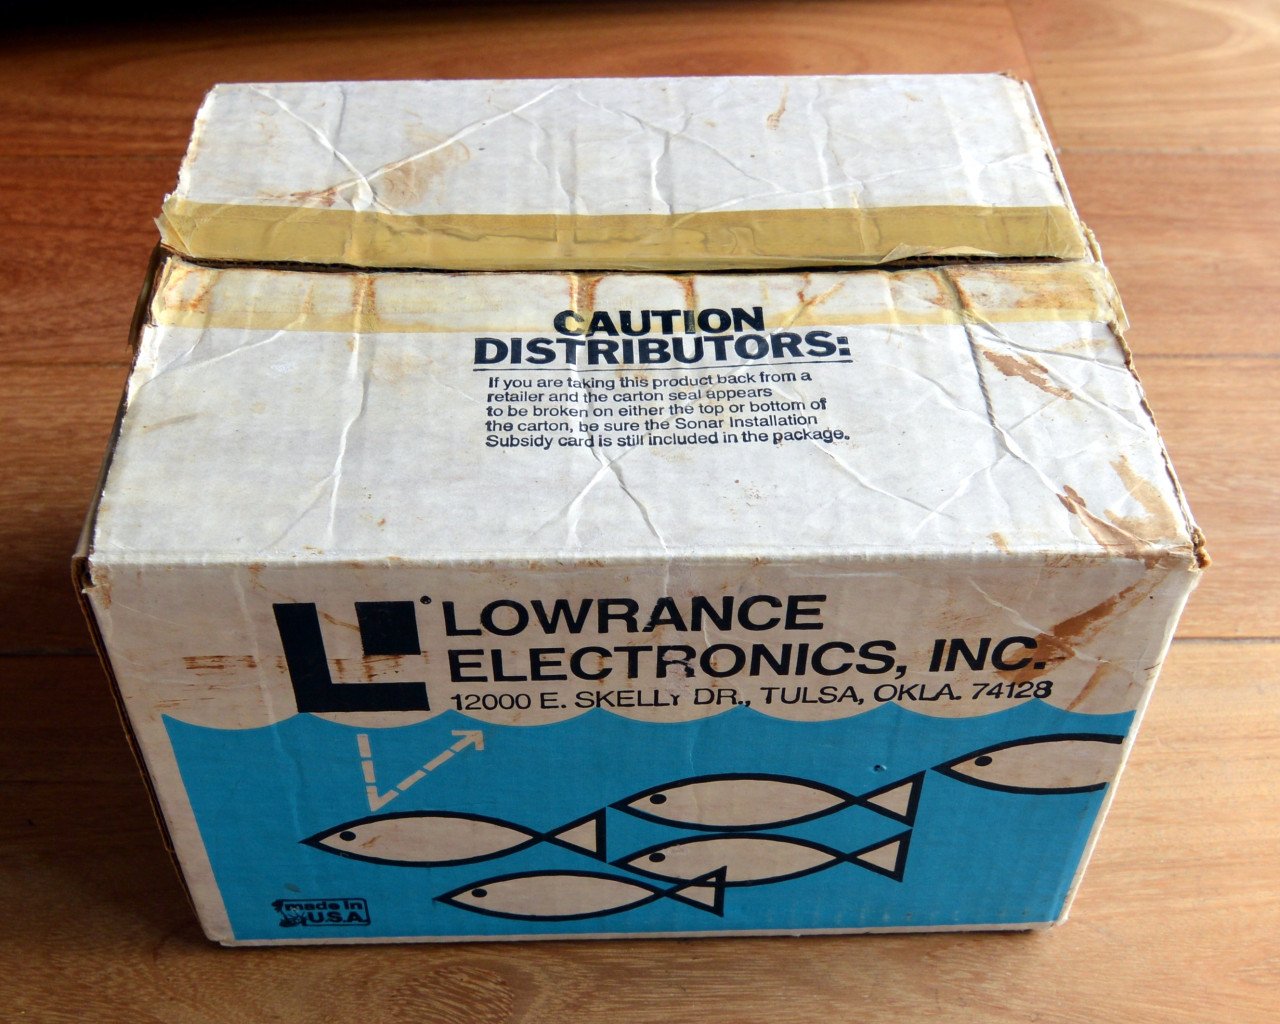 CAUTION
DISTRIBUTORS:
If you are taking this product back from a
retailer and the carton seal appears
to be broken on either the top or bottom of
the carton, be sure the Sonar Installation
Subsidy card is still included in the package.
LOWRANCE
ELECTRONICS, INC.
12000 E. SKELLY DR., TULSA, OKLA. 74128
made in
U.S.A.